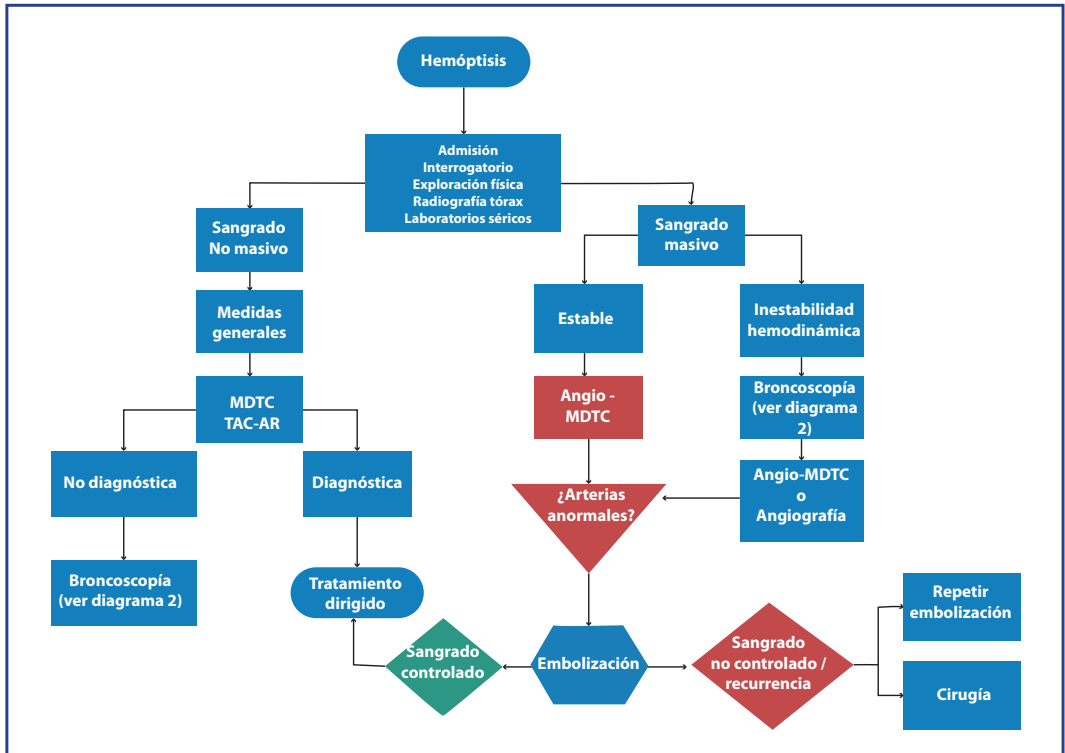 Hemóptisis
Admisión
Interrogatorio
Exploración física
Radiografía tórax
Laboratorios séricos
Sangrado
No masivo
Sangrado
masivo
Medidas
generales
Estable
Inestabilidad
hemodinámica
MDTC
TAC-AR
Angio -
MDTC
Broncoscopía
(ver diagrama
2)
No diagnóstica
Diagnóstica
¿Arterias
anormales?
Angio-MDTC
o
Angiografía
Broncoscopía
(ver diagrama 2)
Tratamiento
dirigido
Sangrado
controlado
Embolización
Sangrado
no controlado /
recurrencia
Repetir
embolización
Cirugía